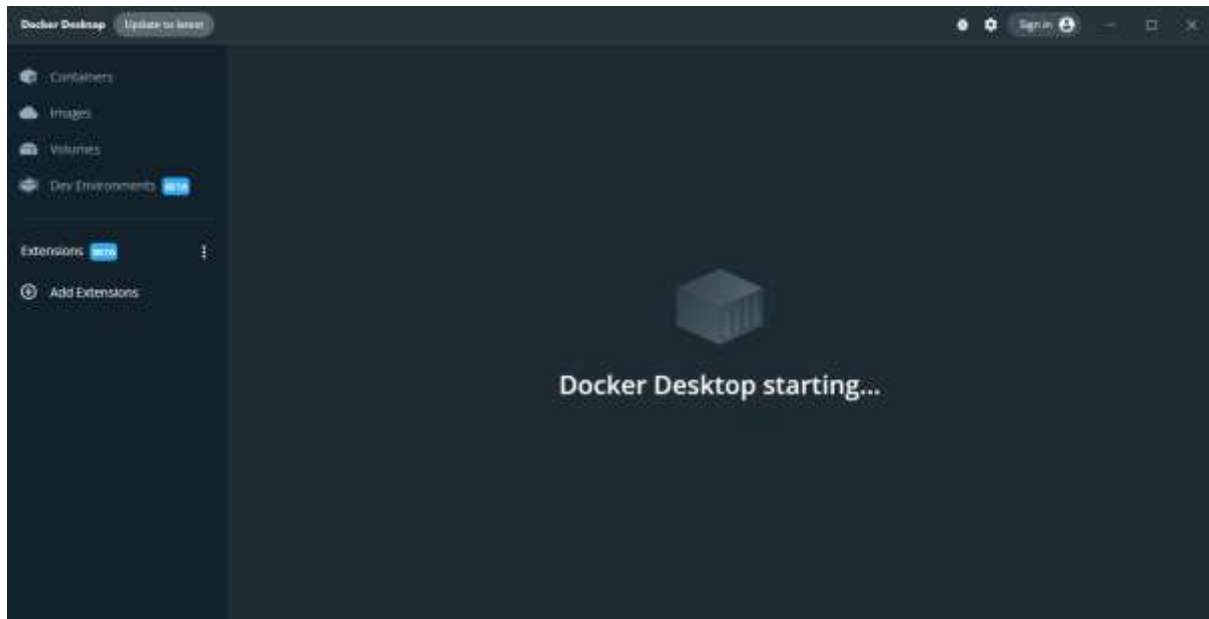 Docker Desktop Update to latest Sign in
Containers
Images
Volumes
Dev Environments BETA
Extensions BETA
Add Extensions
Docker Desktop starting...